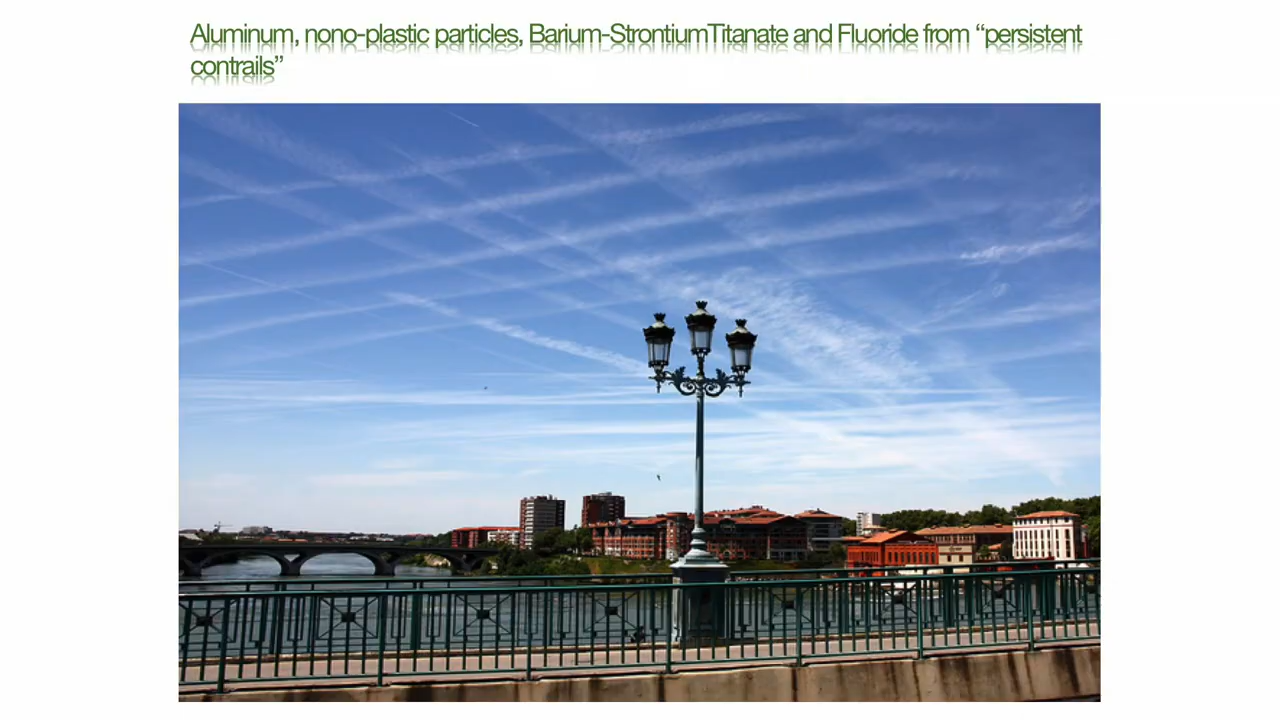 Aluminum, nono-plastic particles, Barium-StrontiumTitanate and Fluoride from “persistent
contrails”